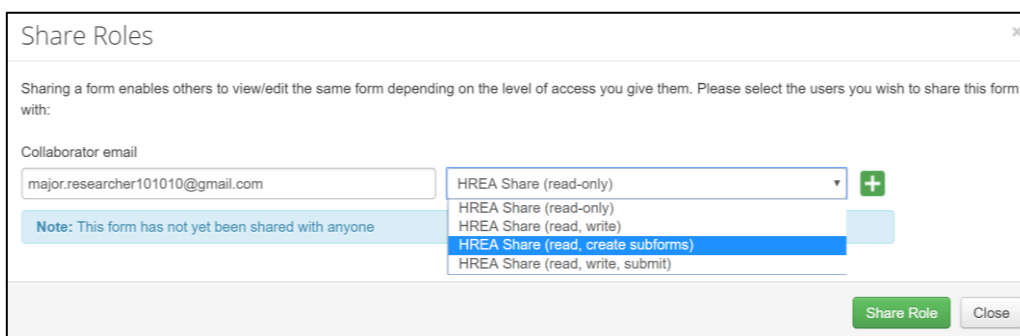 Share Roles
×
Sharing a form enables others to view/edit the same form depending on the level of access you give them. Please select the users you wish to share this form
with:
Collaborator email
major.researcher101010@gmail.com
HREA Share (read-only)
HREA Share (read-only)
Note: This form has not yet been shared with anyone
HREA Share (read, write)
HREA Share (read, create subforms)
HREA Share (read, write, submit)
Share Role
Close